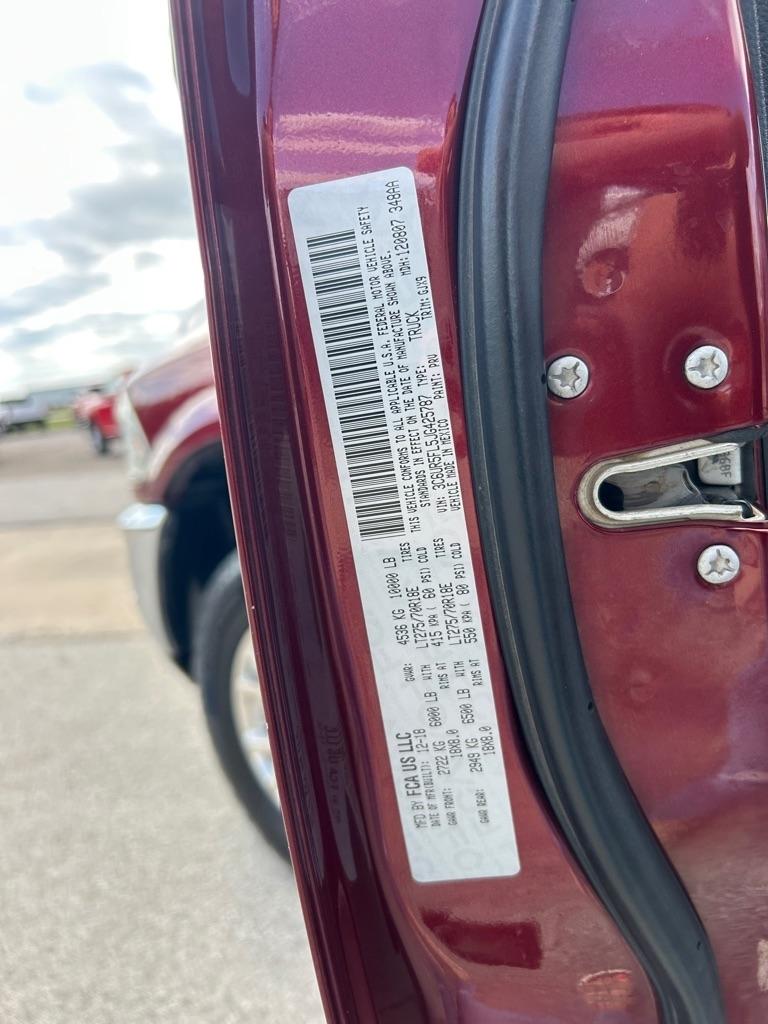 MFD BY FCA US LLC
DATE OF MFR(BUILT): 12-18 GVWR: 4536 KG 10000 LB
GAWR FRONT: 2722 KG 6000 LB WITH LT275/70R18E TIRES
18X8.0 RIMS AT 415 KPA ( 60 PSI) COLD
GAWR REAR: 2949 KG 6500 LB WITH LT275/70R18E TIRES
18X8.0 RIMS AT 550 KPA ( 80 PSI) COLD
THIS VEHICLE CONFORMS TO ALL APPLICABLE U.S.A. FEDERAL MOTOR VEHICLE SAFETY
STANDARDS IN EFFECT ON THE DATE OF MANUFACTURE SHOWN ABOVE.
VIN: 3C6UR5FL5JG425787 TYPE: TRUCK MDH:120807 348AA
VEHICLE MADE IN MEXICO PAINT: PRV TRIM: GJX9